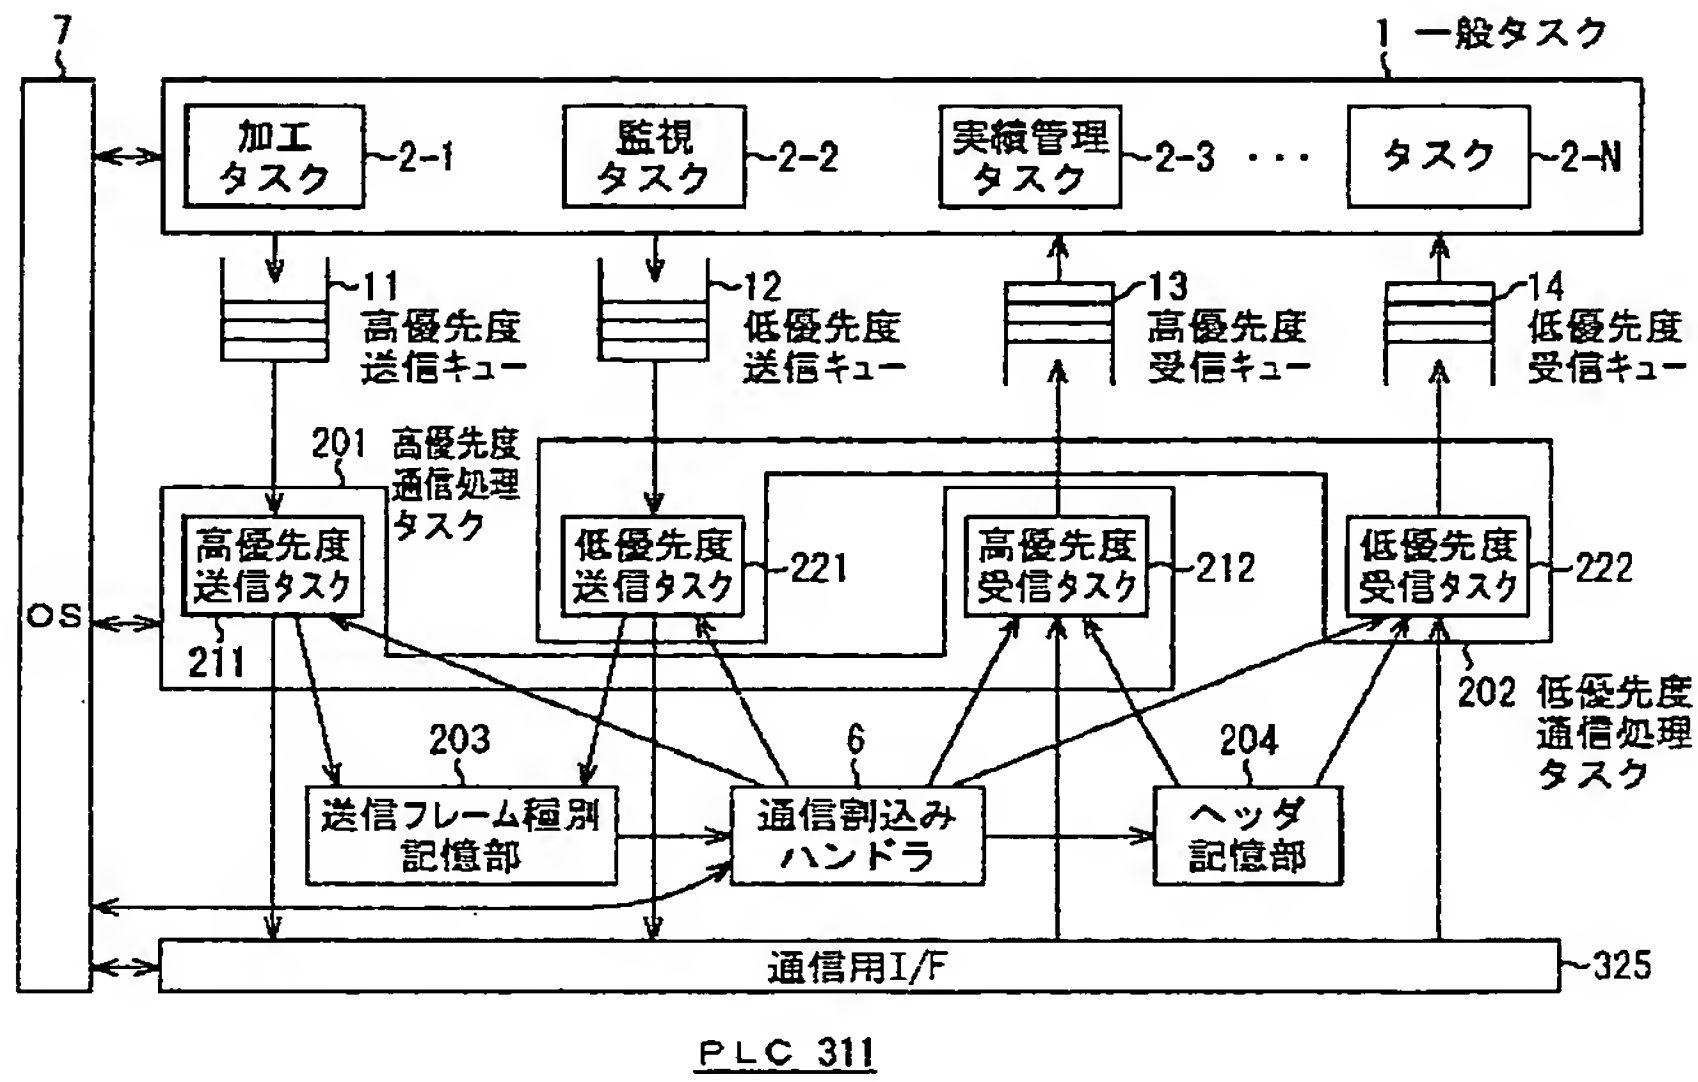 7
1 一般タスク
加工
タスク
2-1
監視
タスク
2-2
実績管理
タスク
2-3
・・・
タスク
2-N
11
高優先度
送信キュー
12
低優先度
送信キュー
13
高優先度
受信キュー
14
低優先度
受信キュー
201 高優先度
通信処理
タスク
高優先度
送信タスク
211
低優先度
送信タスク
221
高優先度
受信タスク
212
低優先度
受信タスク
222
OS
202 低優先度
通信処理
タスク
203
送信フレーム種別
記憶部
6
通信割込み
ハンドラ
204
ヘッダ
記憶部
通信用I/F
325
PLC 311